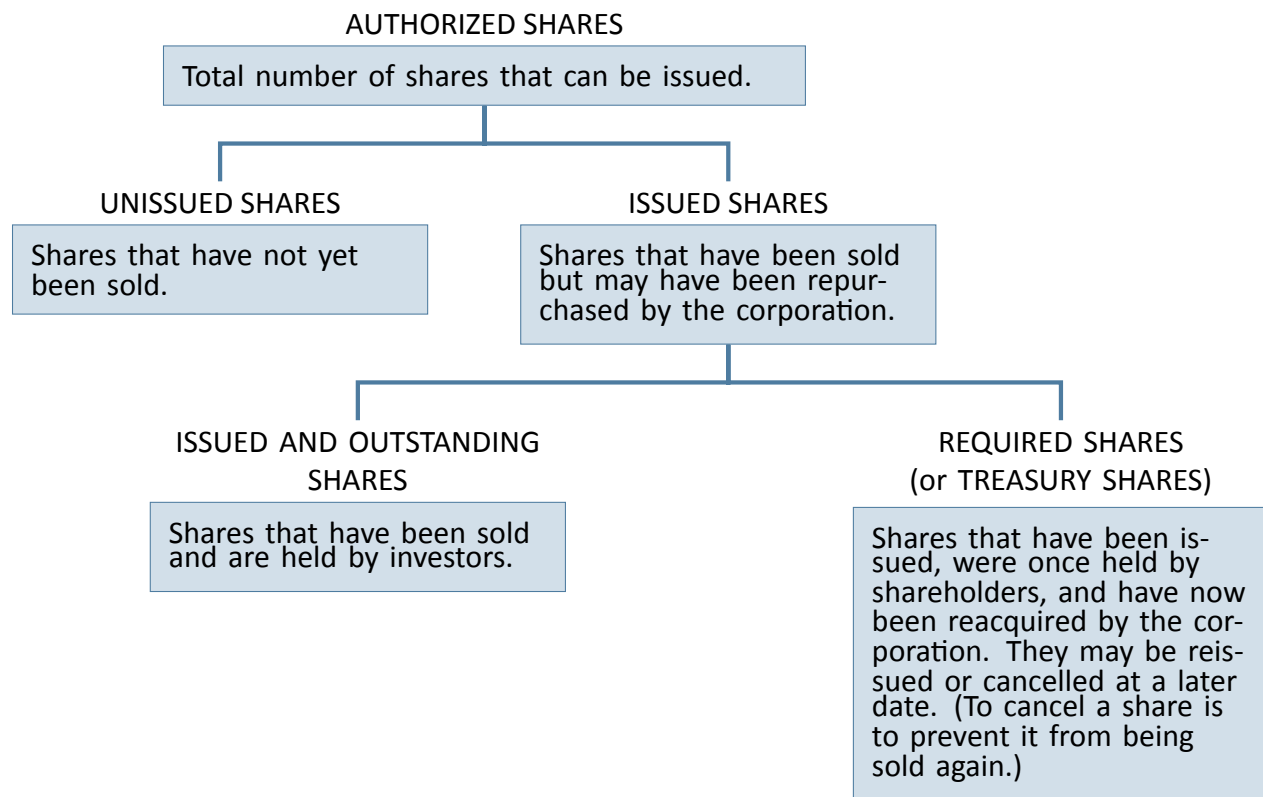 AUTHORIZED SHARES
Total number of shares that can be issued.
UNISSUED SHARES
Shares that have not yet
been sold.
ISSUED SHARES
Shares that have been sold
but may have been repur-
chased by the corporation.
ISSUED AND OUTSTANDING
SHARES
Shares that have been sold
and are held by investors.
REQUIRED SHARES
(or TREASURY SHARES)
Shares that have been is-
sued, were once held by
shareholders, and have now
been reacquired by the cor-
poration. They may be reis-
sued or cancelled at a later
date. (To cancel a share is
to prevent it from being
sold again.)